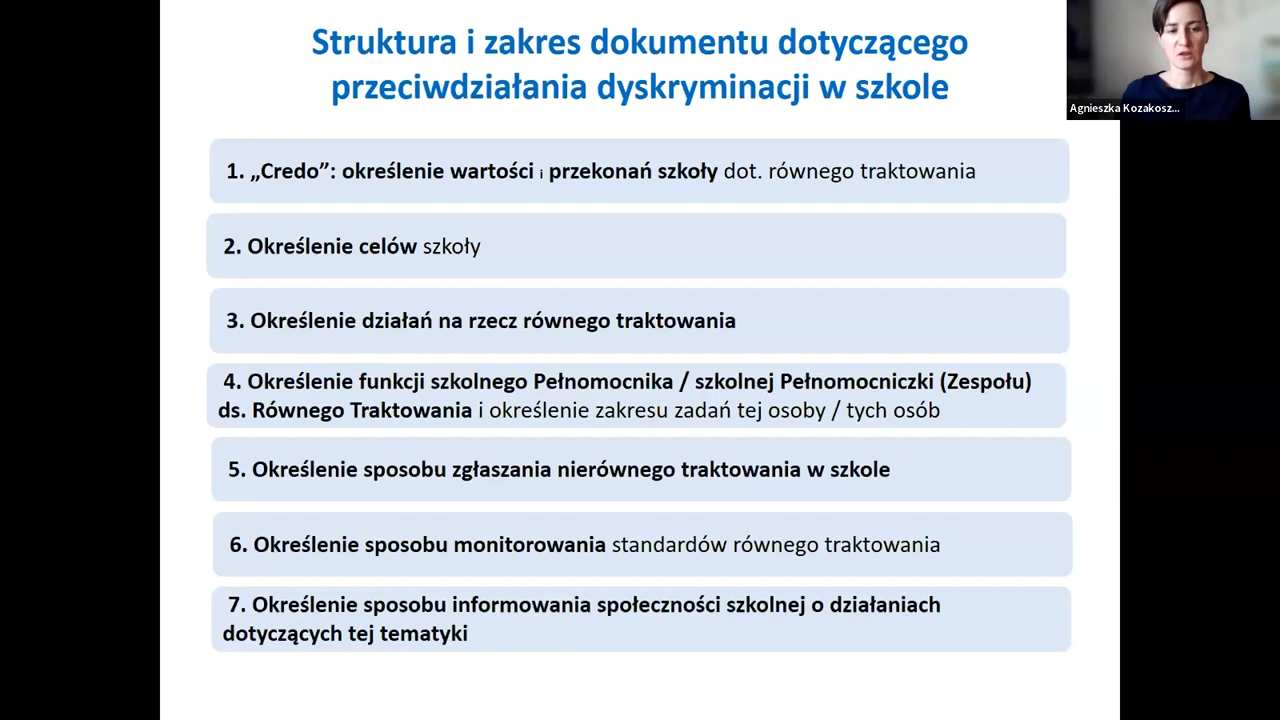 Struktura i zakres dokumentu dotyczącego
przeciwdziałania dyskryminacji w szkole
Agnieszka Kozakosz...
1. „Credo”: określenie wartości i przekonań szkoły dot. równego traktowania
2. Określenie celów szkoły
3. Określenie działań na rzecz równego traktowania
4. Określenie funkcji szkolnego Pełnomocnika / szkolnej Pełnomocniczki (Zespołu)
ds. Równego Traktowania i określenie zakresu zadań tej osoby / tych osób
5. Określenie sposobu zgłaszania nierównego traktowania w szkole
6. Określenie sposobu monitorowania standardów równego traktowania
7. Określenie sposobu informowania społeczności szkolnej o działaniach
dotyczących tej tematyki